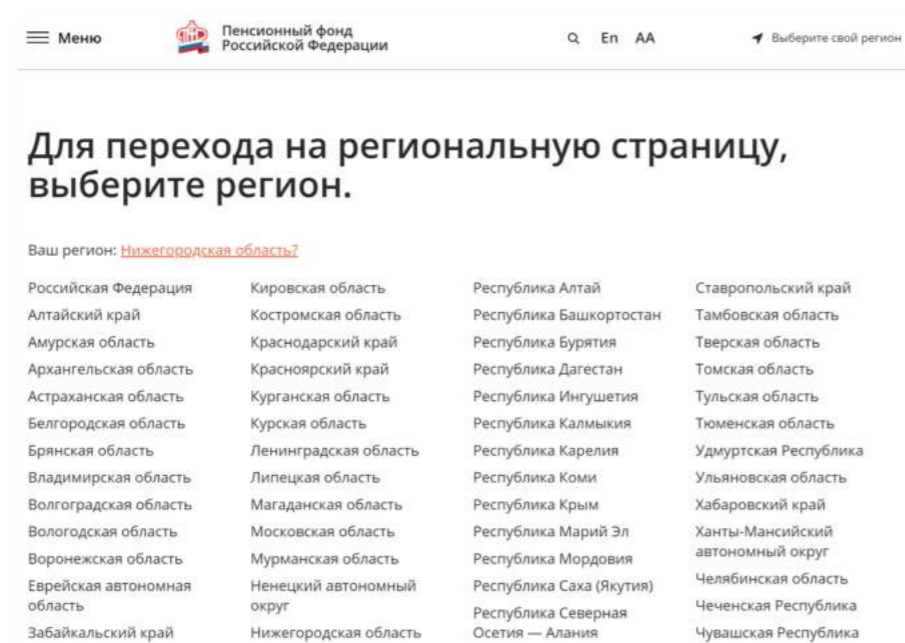 Меню
Пенсионный фонд
Российской Федерации
En АА
Выберите свой регион
Для перехода на региональную страницу,
выберите регион.
Ваш регион: Нижегородская область?
Российская Федерация
Алтайский край
Амурская область
Архангельская область
Астраханская область
Белгородская область
Брянская область
Владимирская область
Волгоградская область
Вологодская область
Воронежская область
Еврейская автономная
область
Забайкальский край
Кировская область
Костромская область
Краснодарский край
Красноярский край
Курганская область
Курская область
Ленинградская область
Липецкая область
Магаданская область
Московская область
Мурманская область
Ненецкий автономный
округ
Нижегородская область
Республика Алтай
Республика Башкортостан
Республика Бурятия
Республика Дагестан
Республика Ингушетия
Республика Калмыкия
Республика Карелия
Республика Коми
Республика Крым
Республика Марий Эл
Республика Мордовия
Республика Саха (Якутия)
Республика Северная
Осетия — Алания
Ставропольский край
Тамбовская область
Тверская область
Томская область
Тульская область
Тюменская область
Удмуртская Республика
Ульяновская область
Хабаровский край
Ханты-Мансийский
автономный округ
Челябинская область
Чеченская Республика
Чувашская Республика